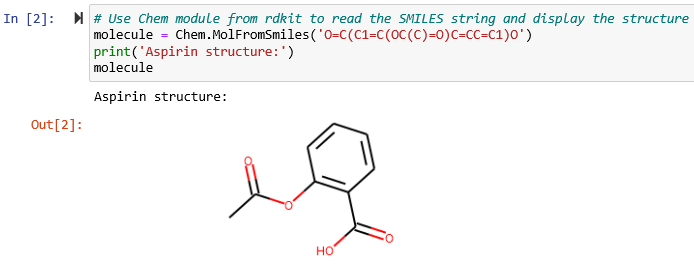 In [2]: # Use Chem module from rdkit to read the SMILES string and display the structure
molecule = Chem.MolFromSmiles('O=C(C1=C(OC(C)=O)C=CC=C1)O')
print('Aspirin structure:')
molecule
Aspirin structure:
Out[2]:
O
O
O
HO